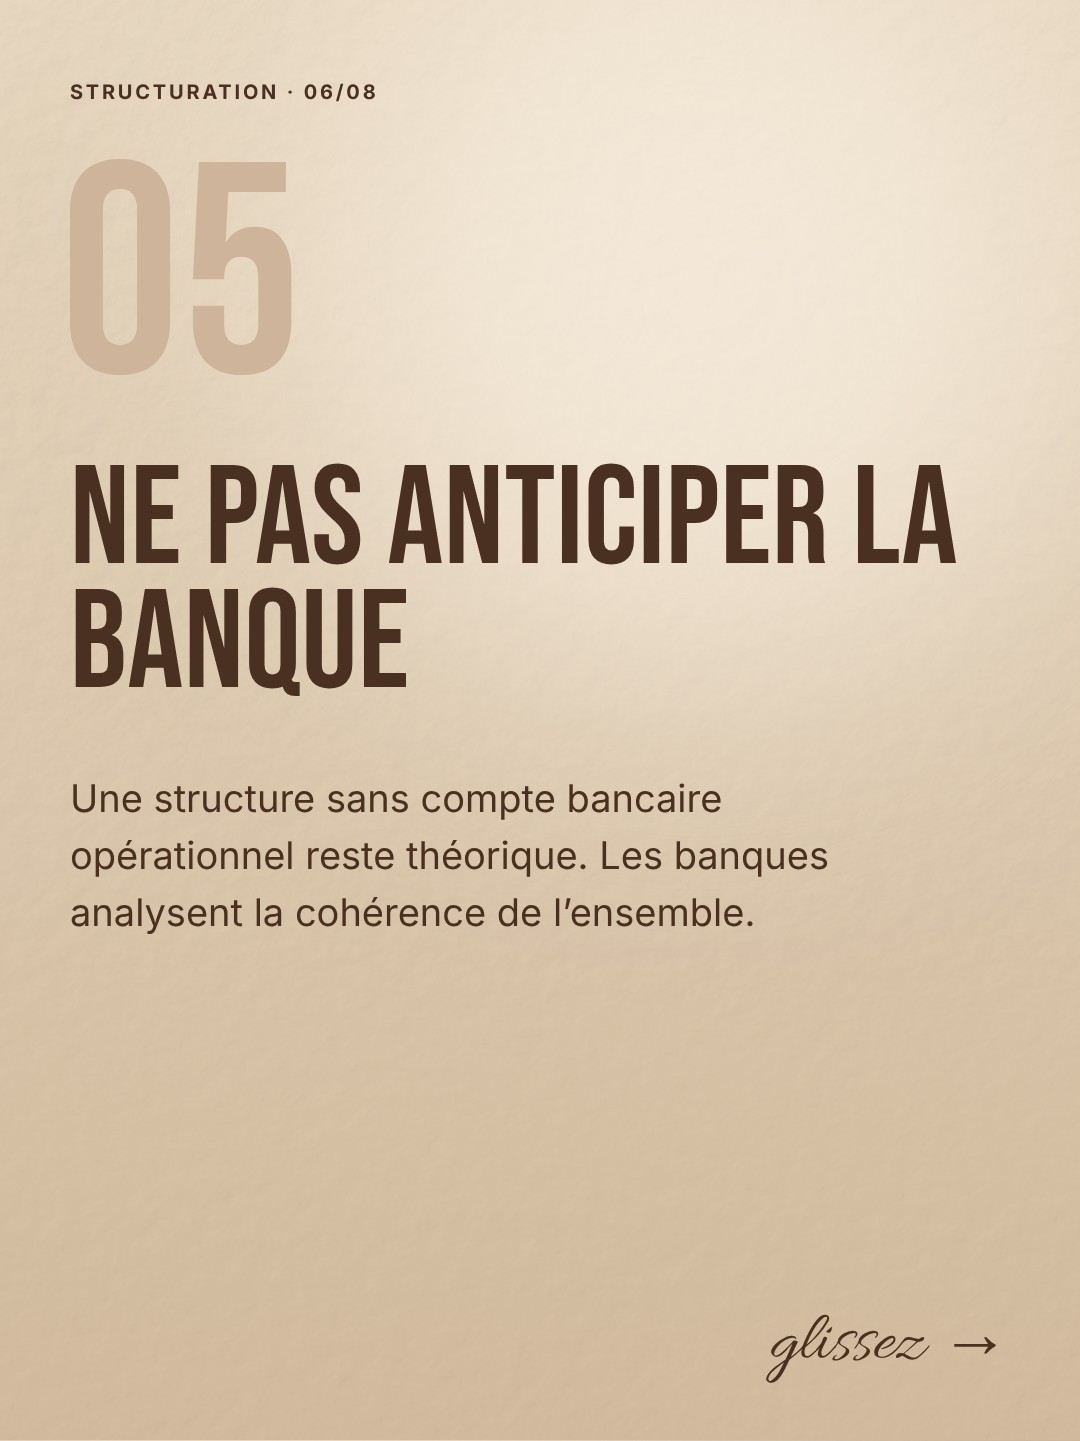 STRUCTURATION · 06/08
05
NE PAS ANTICIPER LA
BANQUE
Une structure sans compte bancaire
opérationnel reste théorique. Les banques
analysent la cohérence de l’ensemble.
glissez →